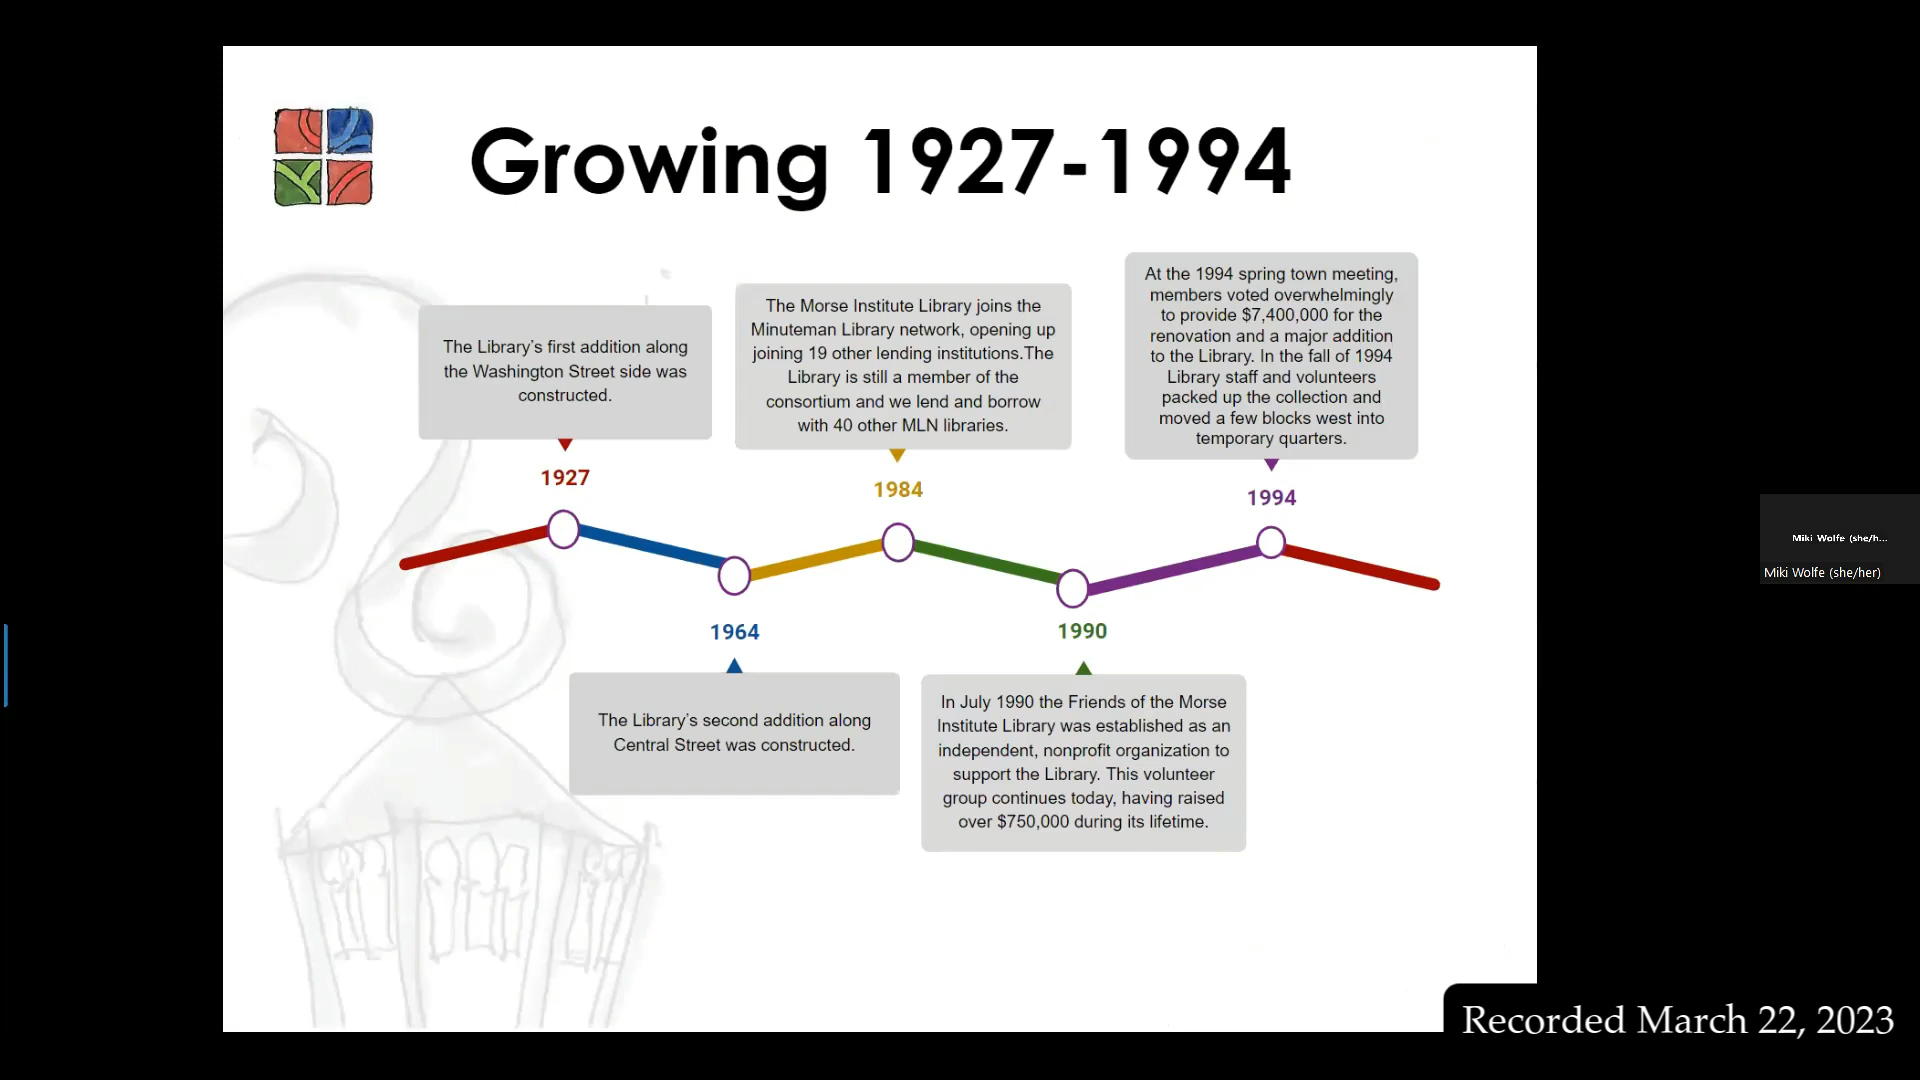 Growing 1927-1994
The Library's first addition along
the Washington Street side was
constructed.
1927
The Morse Institute Library joins the
Minuteman Library network, opening up
joining 19 other lending institutions.The
Library is still a member of the
consortium and we lend and borrow
with 40 other MLN libraries.
1984
At the 1994 spring town meeting,
members voted overwhelmingly
to provide $7,400,000 for the
renovation and a major addition
to the Library. In the fall of 1994
Library staff and volunteers
packed up the collection and
moved a few blocks west into
temporary quarters.
1994
1964
The Library's second addition along
Central Street was constructed.
1990
In July 1990 the Friends of the Morse
Institute Library was established as an
independent, nonprofit organization to
support the Library. This volunteer
group continues today, having raised
over $750,000 during its lifetime.
Miki Wolfe (she/h...
Miki Wolfe (she/her)
Recorded March 22, 2023